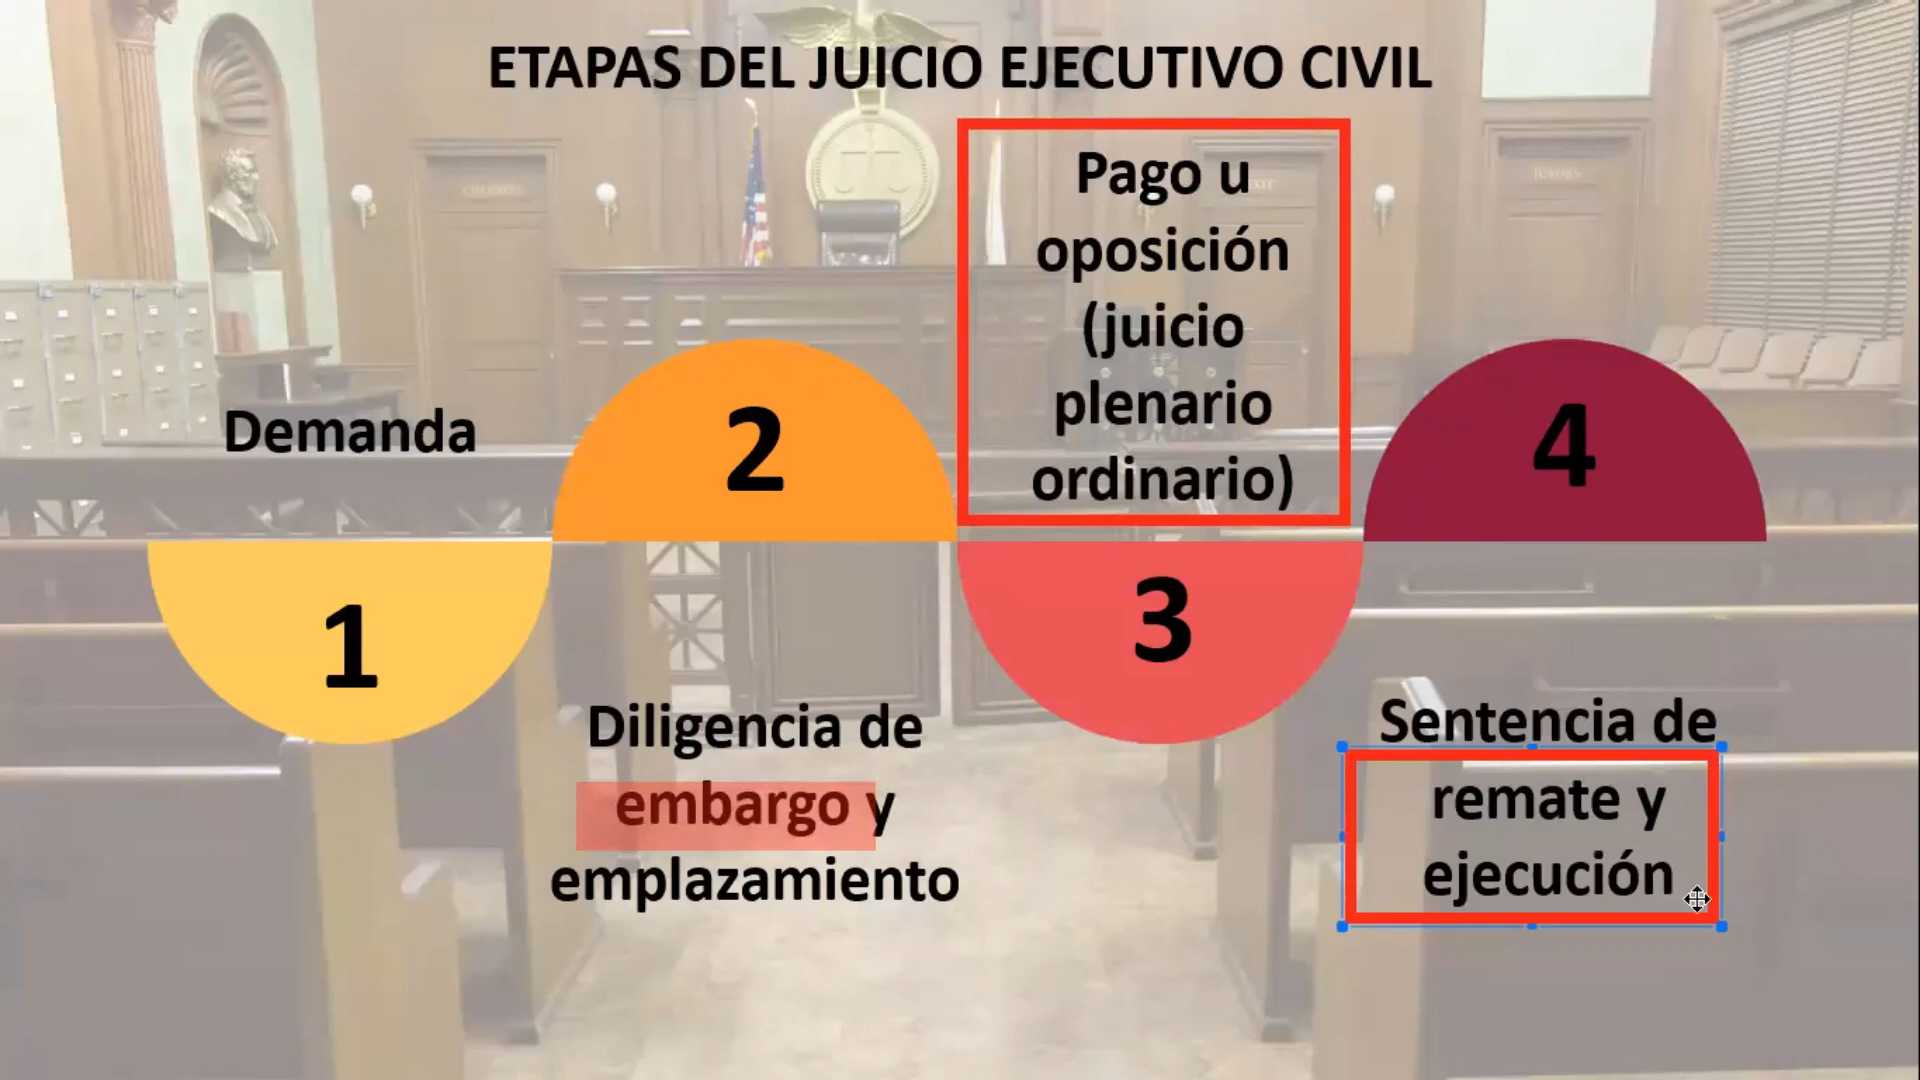 ETAPAS DEL JUICIO EJECUTIVO CIVIL
Demanda
1
2
Diligencia de
embargo y
emplazamiento
Pago u
oposición
(juicio
plenario
ordinario)
3
4
Sentencia de
remate y
ejecución